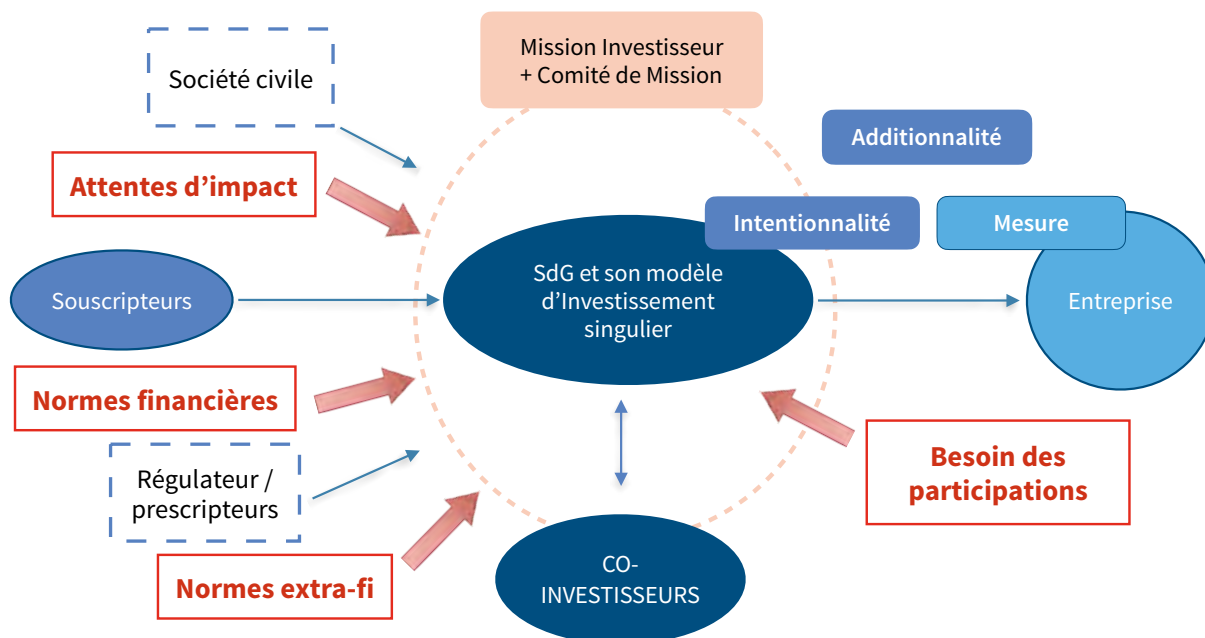 Mission Investisseur
+ Comité de Mission
Société civile
Additionnalité
Attentes d’impact
Intentionnalité
Mesure
Souscripteurs
SdG et son modèle
d’Investissement
singulier
Entreprise
Normes financières
Besoin des
participations
Régulateur /
prescripteurs
Normes extra-fi
CO-
INVESTISSEURS